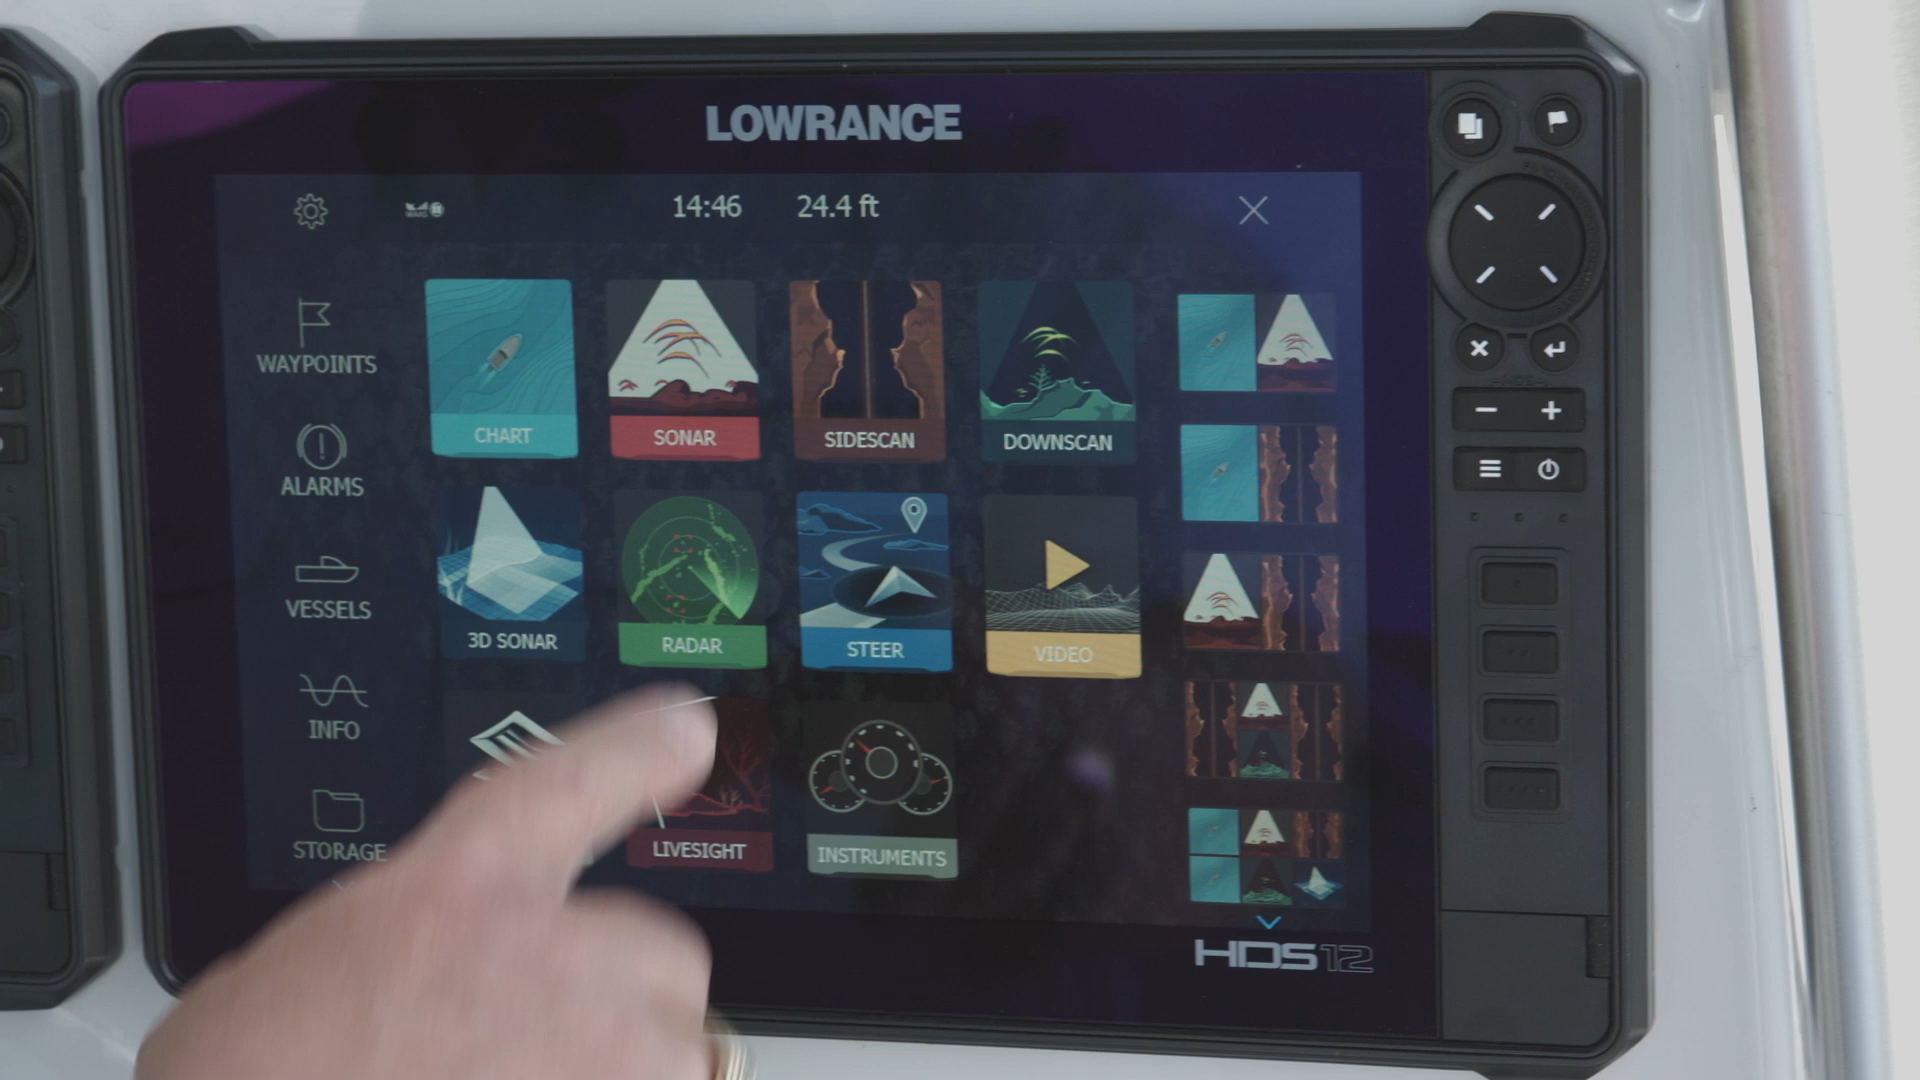 LOWRANCE
14:46 24.4 ft
WAYPOINTS
ALARMS
VESSELS
INFO
STORAGE
CHART SONAR SIDESCAN DOWNSCAN
3D SONAR RADAR STEER VIDEO
LIVESIGHT INSTRUMENTS
HDS12